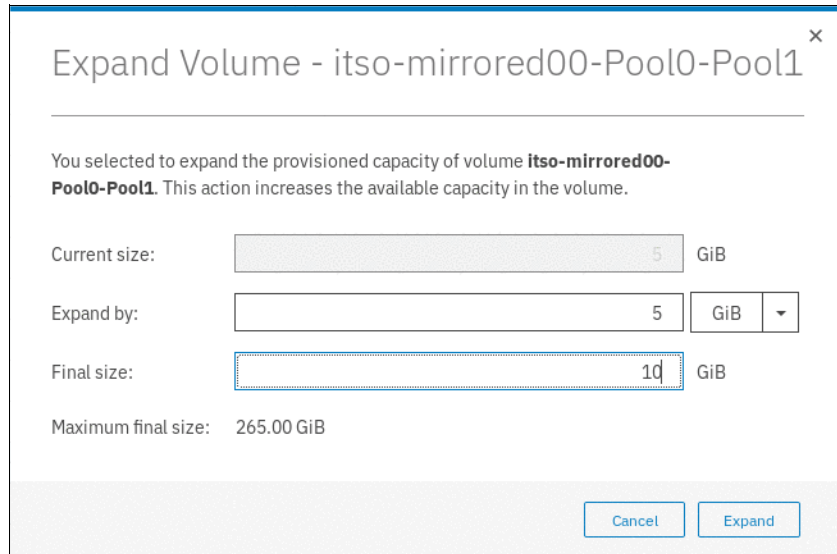 ×
Expand Volume - itso-mirrored00-Pool0-Pool1
You selected to expand the provisioned capacity of volume itso-mirrored00-
Pool0-Pool1. This action increases the available capacity in the volume.
Current size: 5 GiB
Expand by: 5 GiB
Final size: 10 GiB
Maximum final size: 265.00 GiB
Cancel Expand